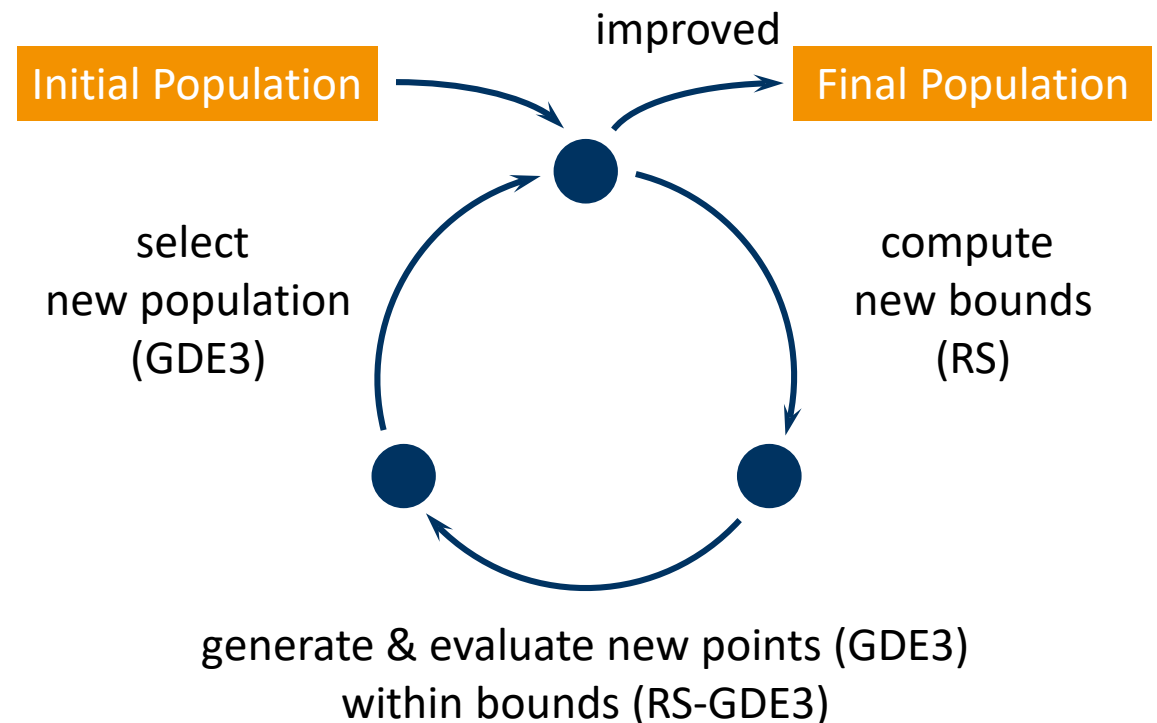 improved
Initial Population
Final Population
select
new population
(GDE3)
compute
new bounds
(RS)
generate & evaluate new points (GDE3)
within bounds (RS-GDE3)